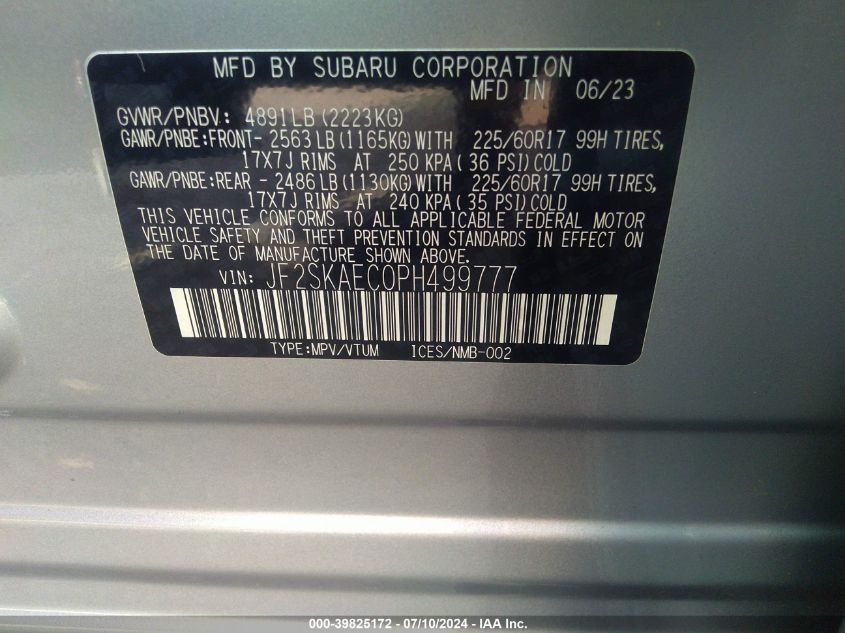 MFD BY SUBARU CORPORATION
MFD IN 06/23
GVWR/PNBV: 4891LB(2223KG)
GAWR/PNBE:FRONT- 2563LB(1165KG)WITH 225/60R17 99H TIRES,
17X7J RIMS AT 250 KPA( 36 PSI)COLD
GAWR/PNBE:REAR - 2486LB(1130KG)WITH 225/60R17 99H TIRES,
17X7J RIMS AT 240 KPA( 35 PSI)COLD
THIS VEHICLE CONFORMS TO ALL APPLICABLE FEDERAL MOTOR
VEHICLE SAFETY AND THEFT PREVENTION STANDARDS IN EFFECT ON
THE DATE OF MANUFACTURE SHOWN ABOVE.
VIN: JF2SKAEC0PH499777
TYPE:MPV/VTUM ICES/NMB-002
000-39825172 - 07/10/2024 - IAA Inc.